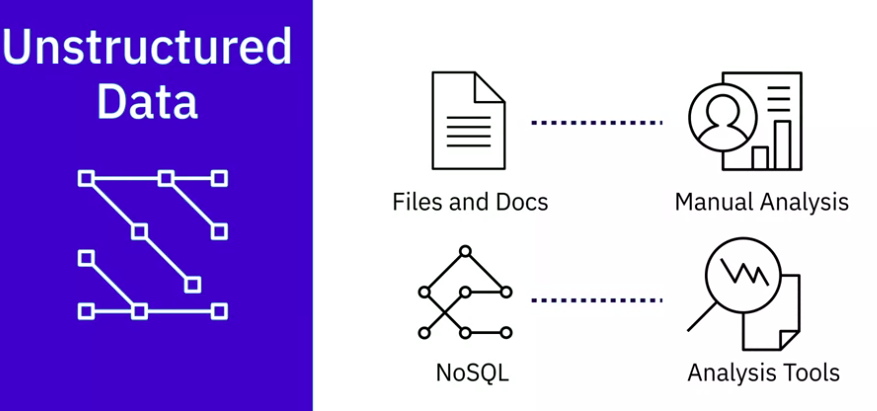 Unstructured
Data
Files and Docs
Manual Analysis
NoSQL
Analysis Tools